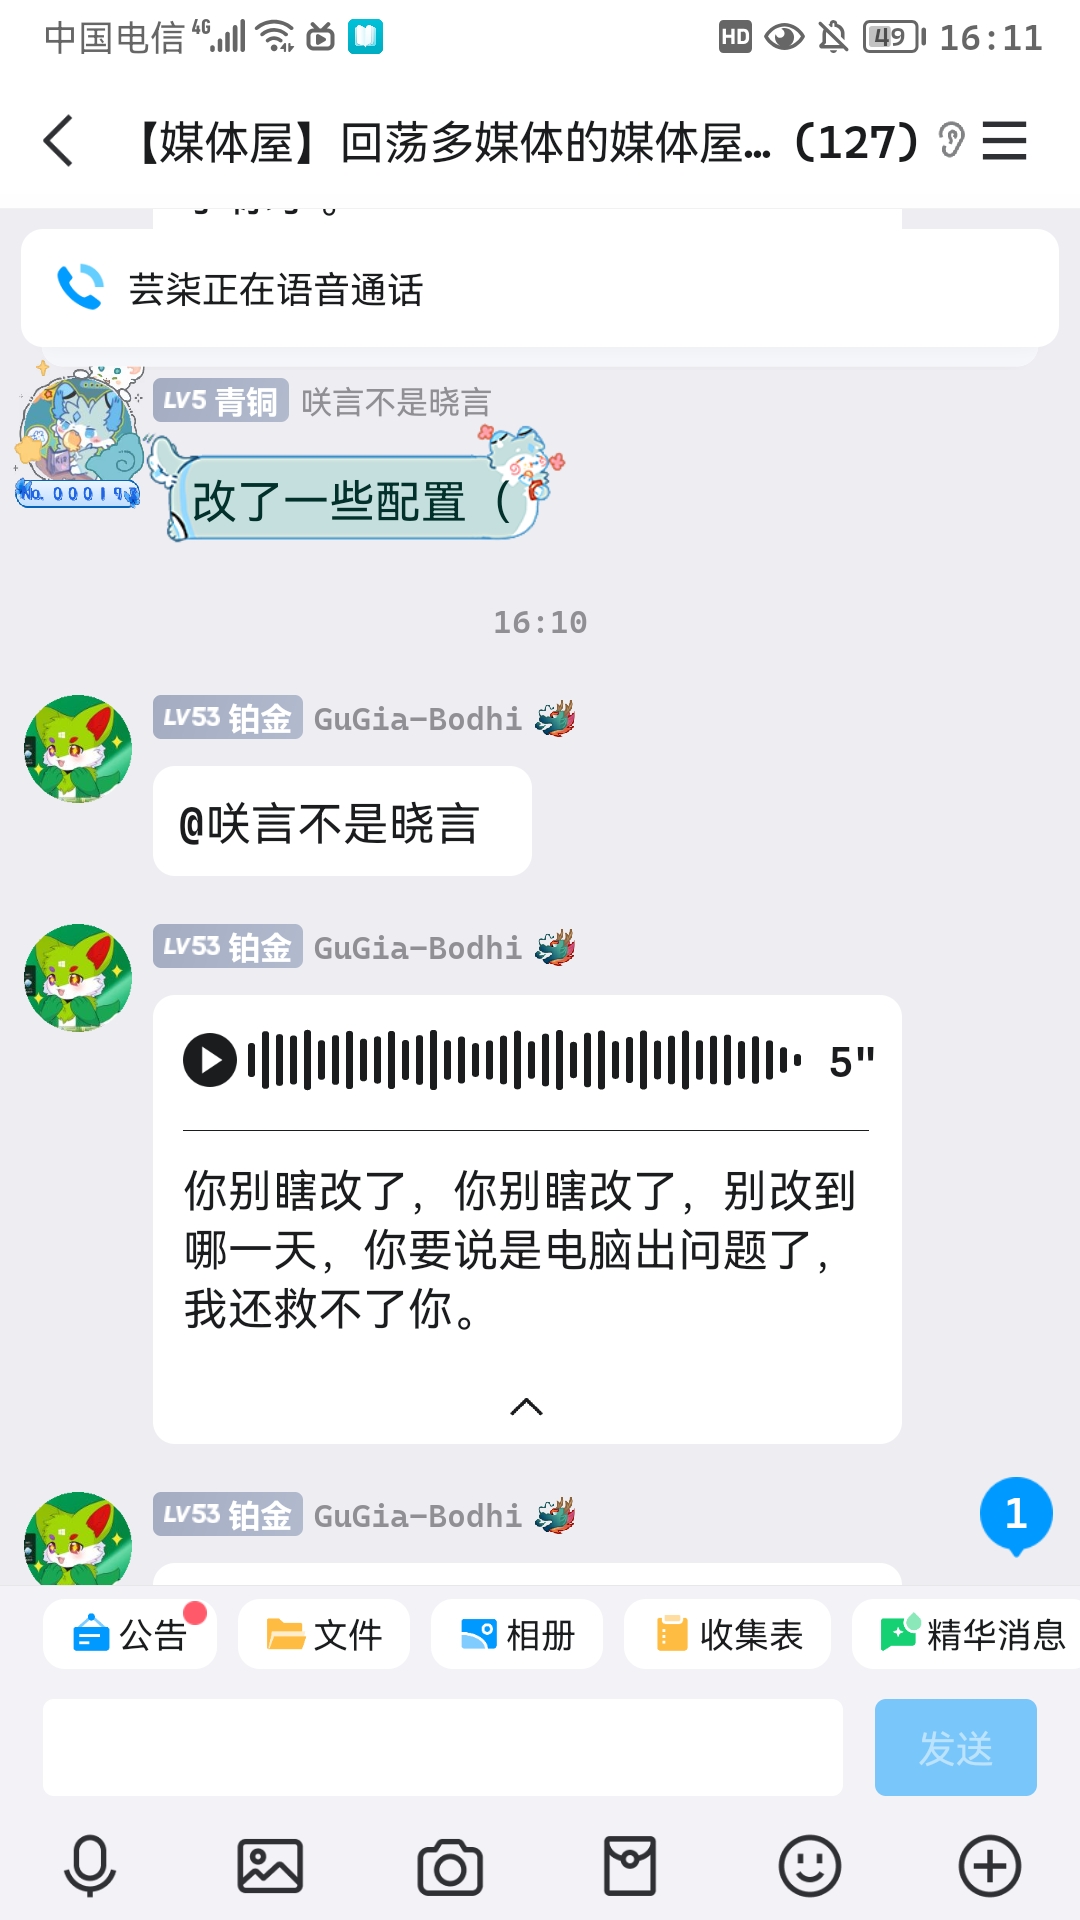 中国电信 4G HD 49 16:11
【媒体屋】回荡多媒体的媒体屋... (127)
芸柒正在语音通话
LV5 青铜 咲言不是晓言
No. 000198
改了一些配置（
16:10
LV53 铂金 GuGia-Bodhi
@咲言不是晓言
LV53 铂金 GuGia-Bodhi
5"
你别瞎改了，你别瞎改了，别改到
哪一天，你要说是电脑出问题了，
我还救不了你。
LV53 铂金 GuGia-Bodhi
1
公告 文件 相册 收集表 精华消息
发送